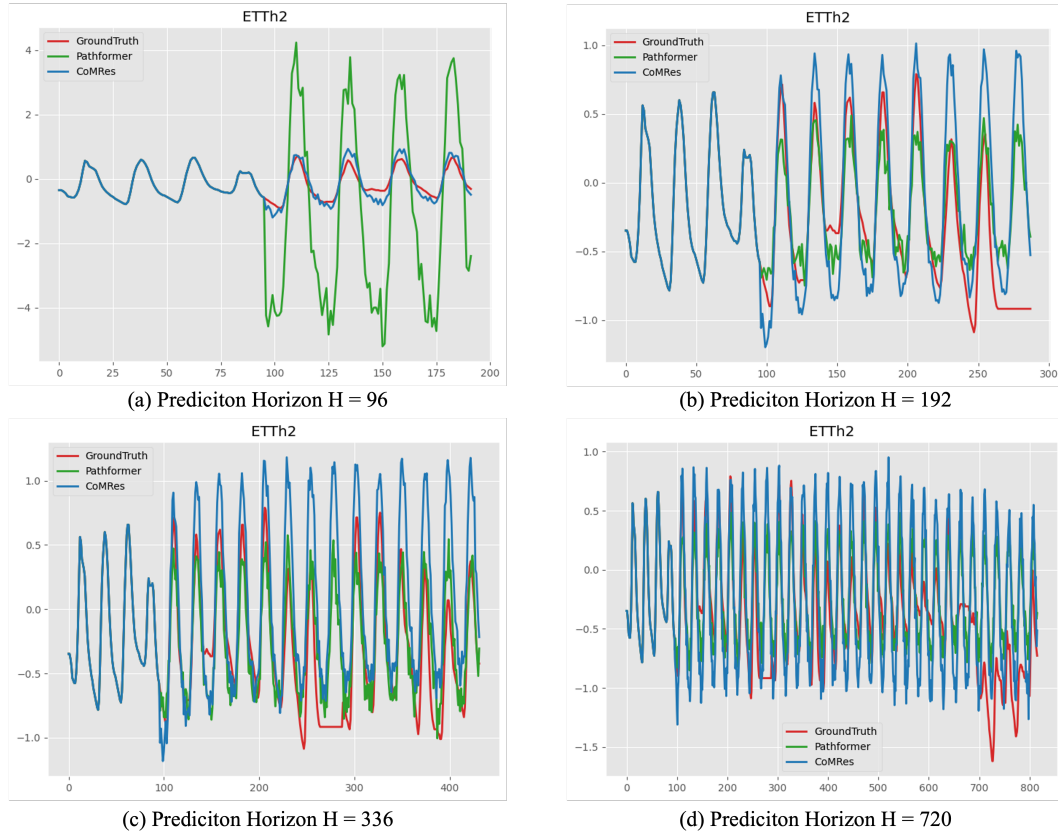 ETTh2
GroundTruth
Pathformer
CoMRes
4
2
0
−2
−4
0 25 50 75 100 125 150 175 200
(a) Prediciton Horizon H = 96
ETTh2
GroundTruth
Pathformer
CoMRes
1.0
0.5
0.0
−0.5
−1.0
0 50 100 150 200 250 300
(b) Prediciton Horizon H = 192
ETTh2
GroundTruth
Pathformer
CoMRes
1.0
0.5
0.0
−0.5
−1.0
0 100 200 300 400
(c) Prediciton Horizon H = 336
ETTh2
1.0
0.5
0.0
−0.5
−1.0
−1.5
GroundTruth
Pathformer
CoMRes
0 100 200 300 400 500 600 700 800
(d) Prediciton Horizon H = 720